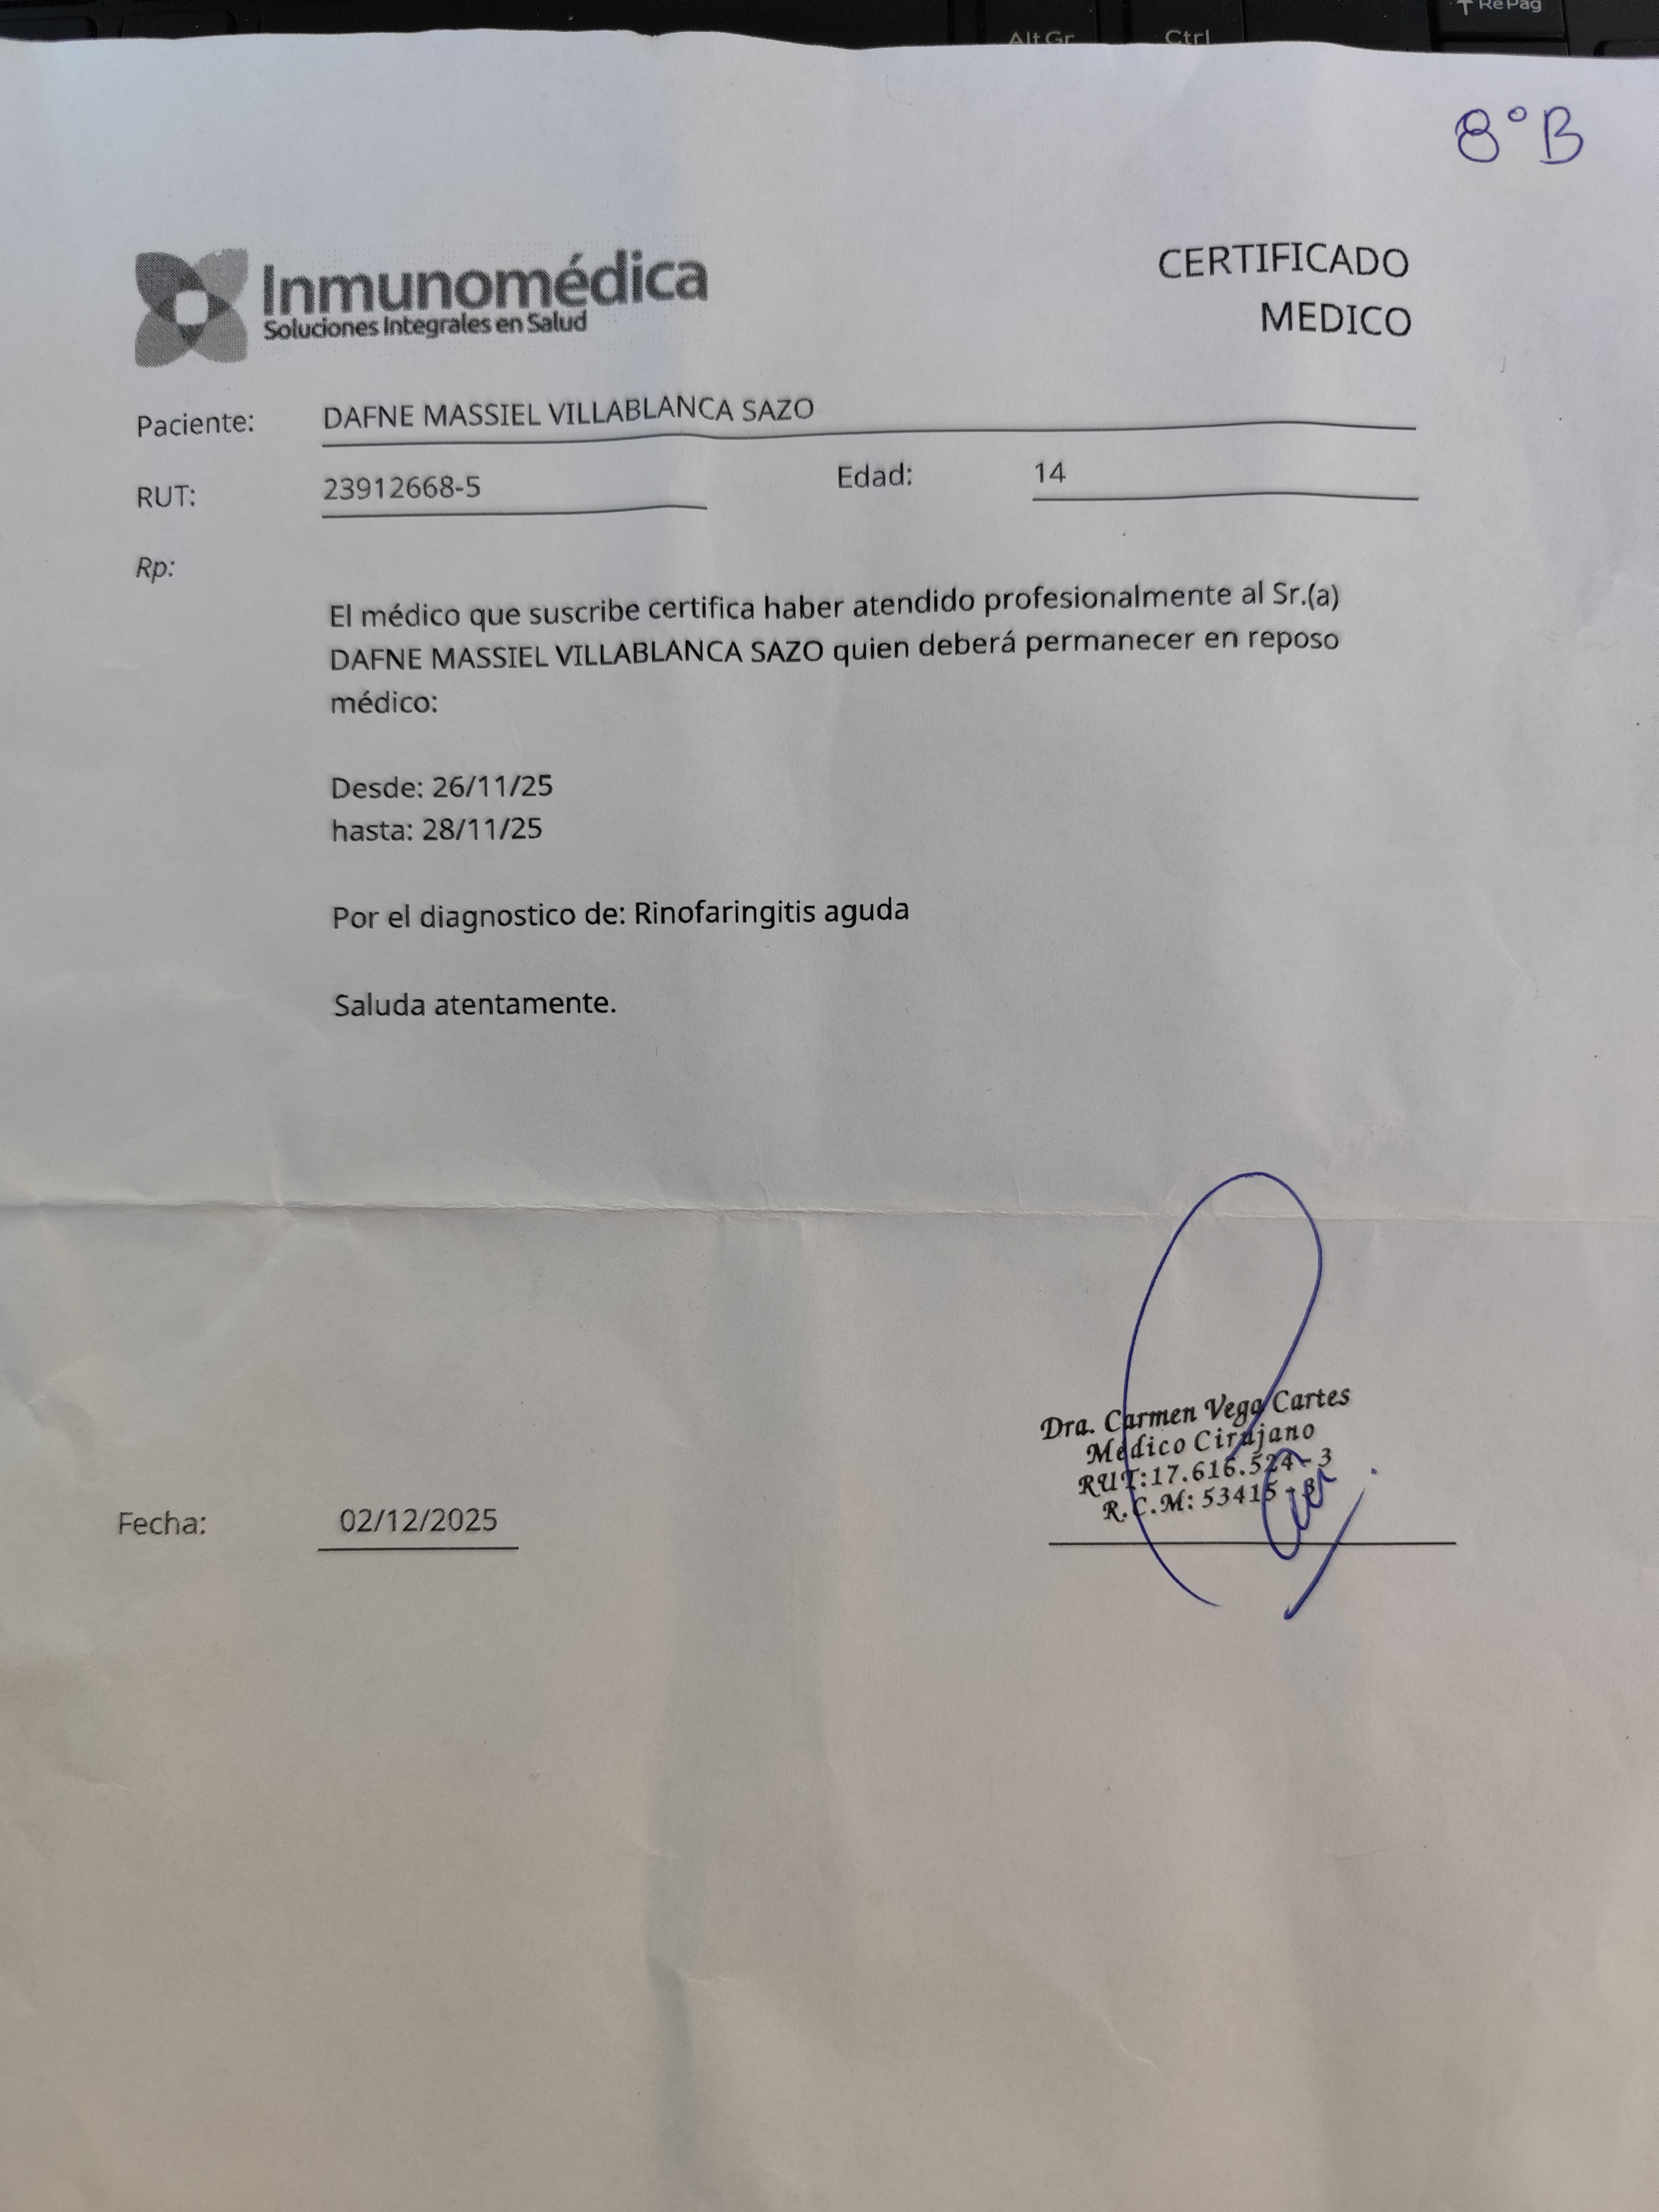 RePag
Alt Gr
Ctrl
8°B
Inmunomédica
Soluciones Integrales en Salud
CERTIFICADO
MEDICO
Paciente: DAFNE MASSIEL VILLABLANCA SAZO
RUT: 23912668-5 Edad: 14
Rp:
El médico que suscribe certifica haber atendido profesionalmente al Sr.(a)
DAFNE MASSIEL VILLABLANCA SAZO quien deberá permanecer en reposo
médico:
Desde: 26/11/25
hasta: 28/11/25
Por el diagnostico de: Rinofaringitis aguda
Saluda atentamente.
Dra. Carmen Vega Cartes
Médico Cirujano
RUT:17.616.524-3
R.C.M: 53415
Fecha: 02/12/2025